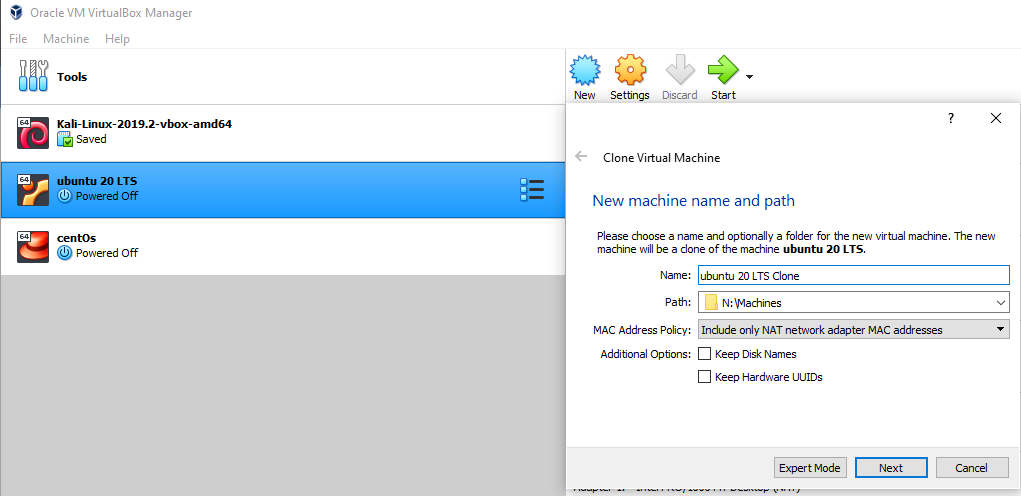 Oracle VM VirtualBox Manager
File Machine Help
Tools
New Settings Discard Start
64
Kali-Linux-2019.2-vbox-amd64
Saved
64
ubuntu 20 LTS
Powered Off
64
centOs
Powered Off
?
Clone Virtual Machine
New machine name and path
Please choose a name and optionally a folder for the new virtual machine. The new
machine will be a clone of the machine ubuntu 20 LTS.
Name: ubuntu 20 LTS Clone
Path: N:\Machines
MAC Address Policy: Include only NAT network adapter MAC addresses
Additional Options: Keep Disk Names
Keep Hardware UUIDs
Expert Mode Next Cancel